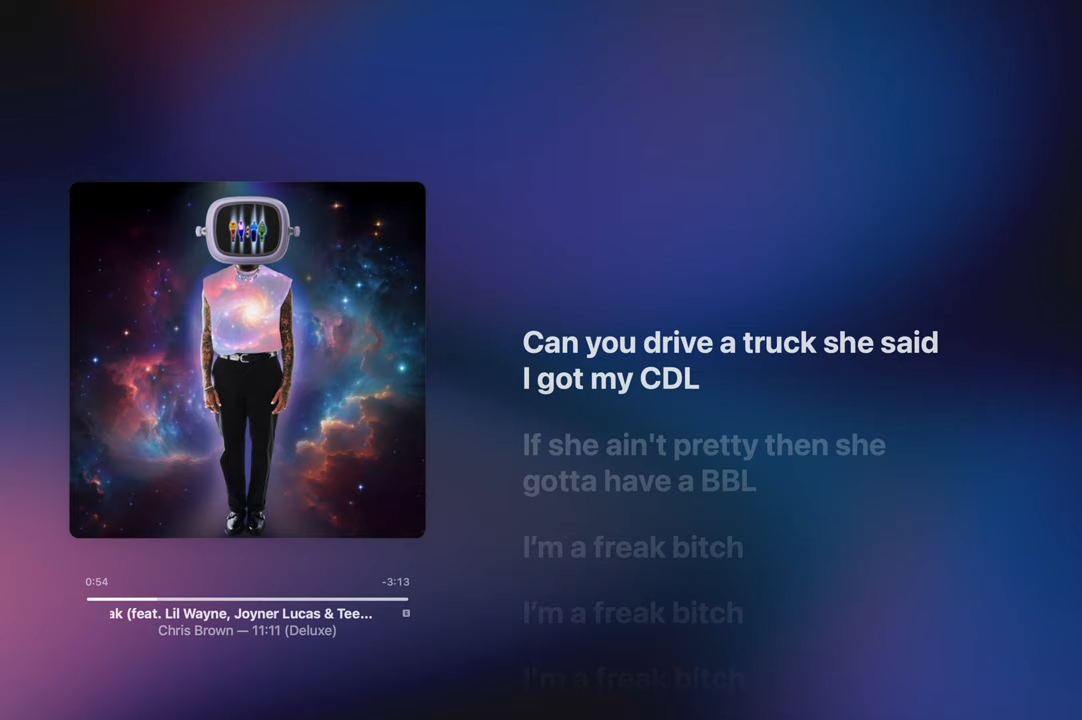 Can you drive a truck she said
I got my CDL
If she ain't pretty then she
gotta have a BBL
I'm a freak bitch
I'm a freak bitch
I'm a freak bitch
0:54
-3:13
ak (feat. Lil Wayne, Joyner Lucas & Tee...
E
Chris Brown — 11:11 (Deluxe)